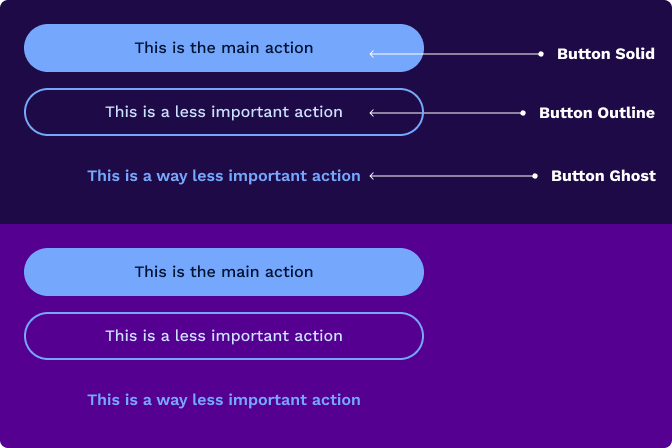 This is the main action
Button Solid
This is a less important action
Button Outline
This is a way less important action
Button Ghost
This is the main action
This is a less important action
This is a way less important action